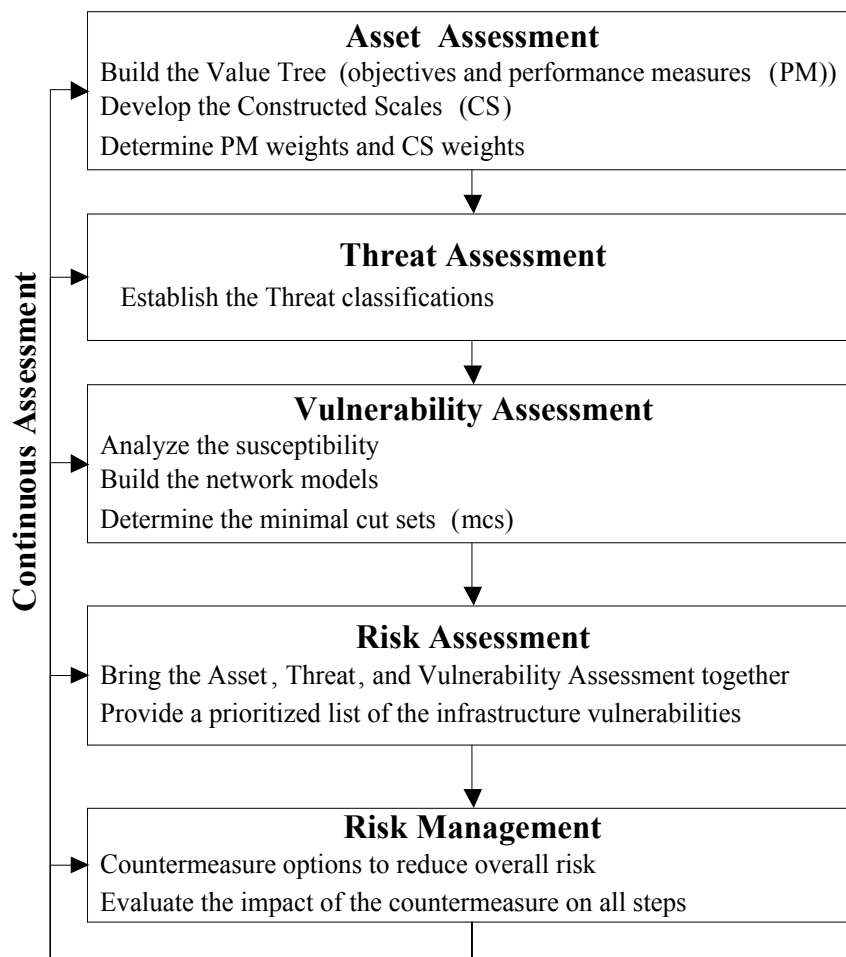 Asset Assessment
Build the Value Tree (objectives and performance measures (PM))
Develop the Constructed Scales (CS)
Determine PM weights and CS weights
Threat Assessment
Establish the Threat classifications
Continuous Assessment
Vulnerability Assessment
Analyze the susceptibility
Build the network models
Determine the minimal cut sets (mcs)
Risk Assessment
Bring the Asset, Threat, and Vulnerability Assessment together
Provide a prioritized list of the infrastructure vulnerabilities
Risk Management
Countermeasure options to reduce overall risk
Evaluate the impact of the countermeasure on all steps